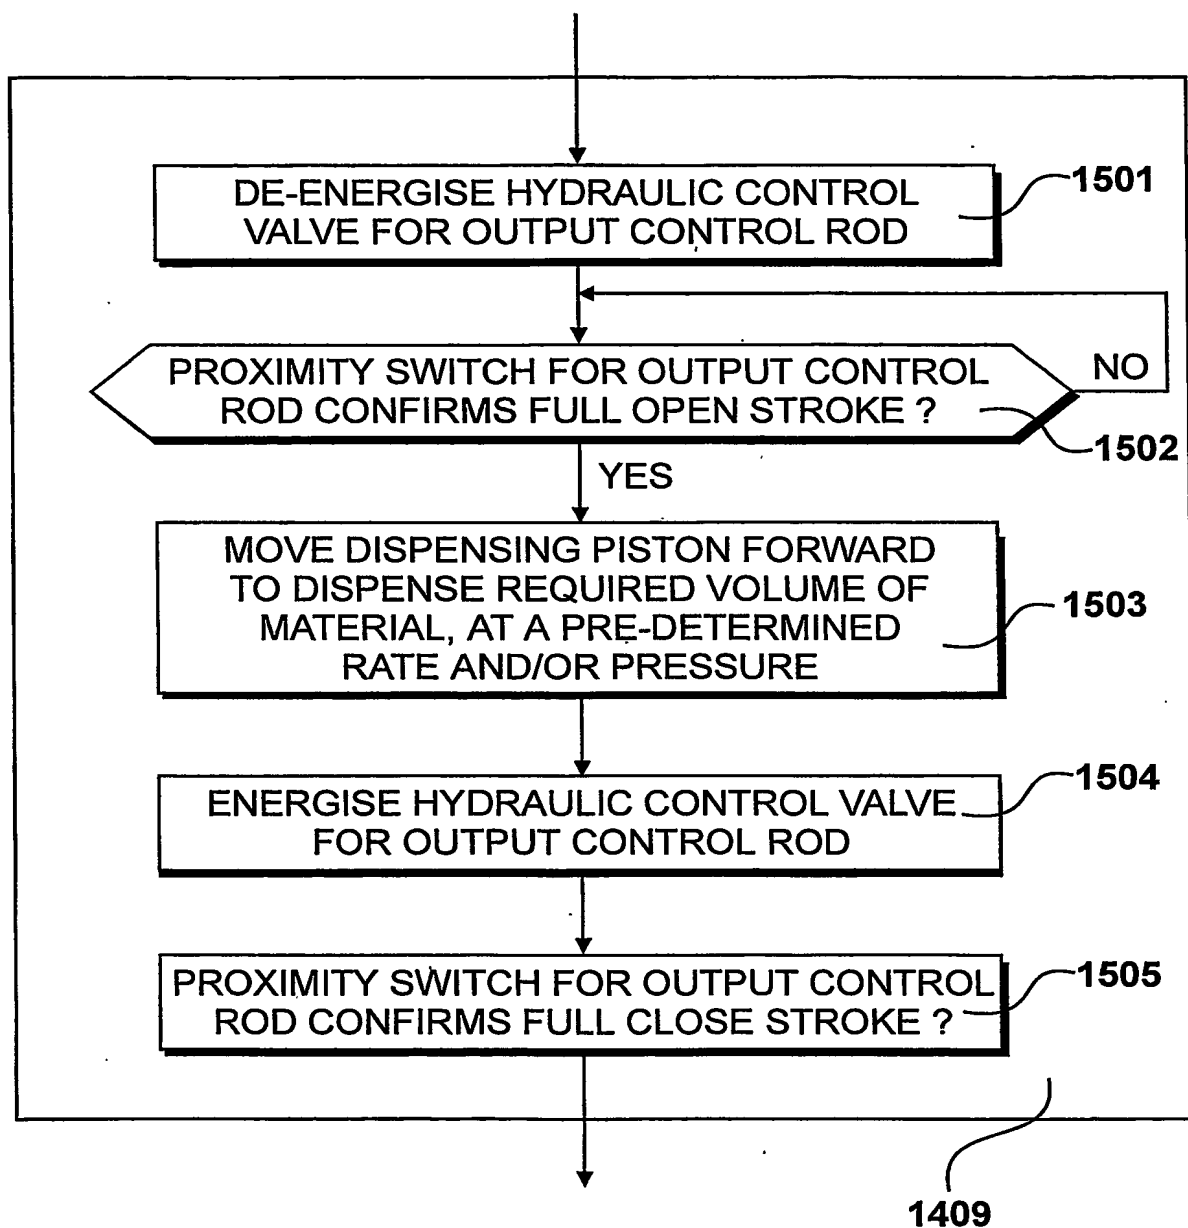 DE-ENERGISE HYDRAULIC CONTROL
VALVE FOR OUTPUT CONTROL ROD
1501
PROXIMITY SWITCH FOR OUTPUT CONTROL
ROD CONFIRMS FULL OPEN STROKE ?
NO
1502
YES
MOVE DISPENSING PISTON FORWARD
TO DISPENSE REQUIRED VOLUME OF
MATERIAL, AT A PRE-DETERMINED
RATE AND/OR PRESSURE
1503
ENERGISE HYDRAULIC CONTROL VALVE
FOR OUTPUT CONTROL ROD
1504
PROXIMITY SWITCH FOR OUTPUT CONTROL
ROD CONFIRMS FULL CLOSE STROKE ?
1505
1409